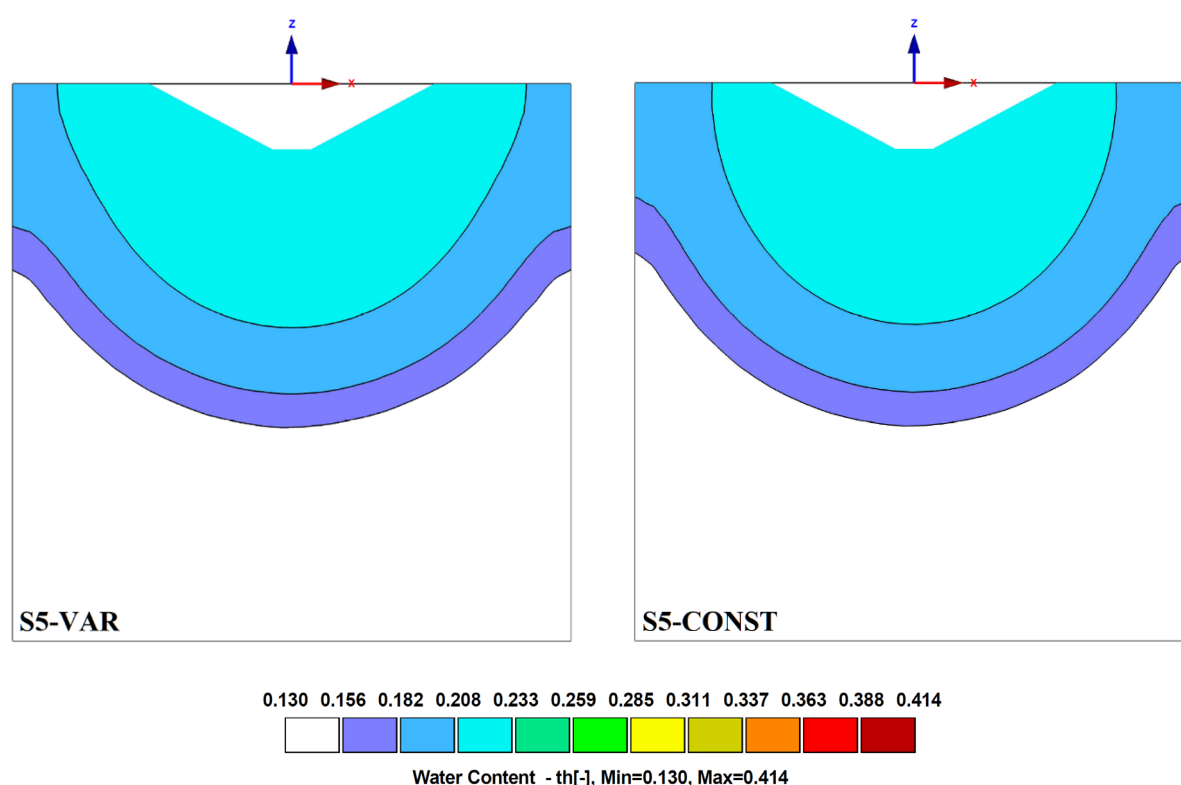 z z
x x
S5-VAR S5-CONST
0.130 0.156 0.182 0.208 0.233 0.259 0.285 0.311 0.337 0.363 0.388 0.414
Water Content - th[-], Min=0.130, Max=0.414